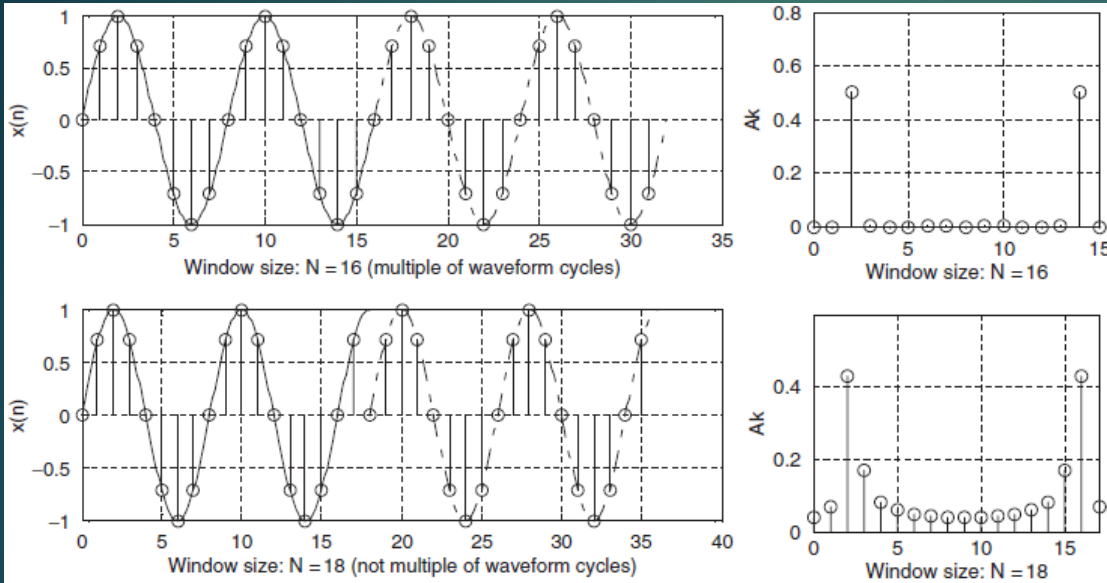 1
0.5
0
−0.5
−1
x(n)
0 5 10 15 20 25 30 35
Window size: N = 16 (multiple of waveform cycles)
0.8
0.6
0.4
0.2
0
Ak
0 5 10 15
Window size: N = 16
1
0.5
0
−0.5
−1
x(n)
0 5 10 15 20 25 30 35 40
Window size: N = 18 (not multiple of waveform cycles)
0.4
0.2
0
Ak
0 5 10 15
Window size: N = 18